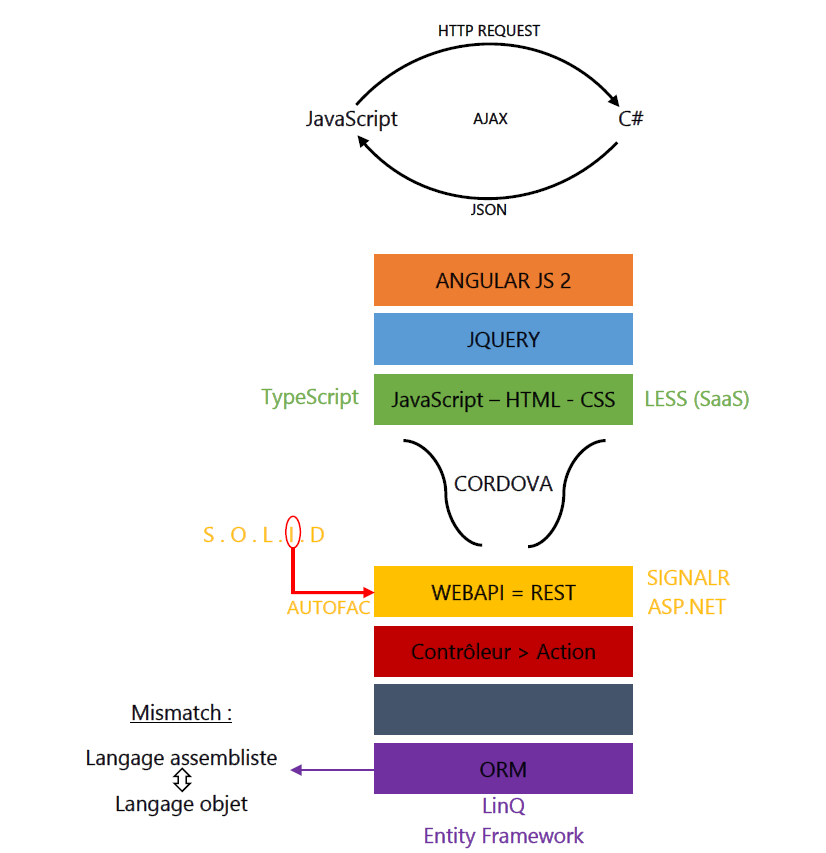 HTTP REQUEST
JavaScript
AJAX
C#
JSON
ANGULAR JS 2
JQUERY
TypeScript
JavaScript – HTML - CSS
LESS (SaaS)
CORDOVA
S . O . L . I . D
AUTOFAC
WEBAPI = REST
SIGNALR
ASP.NET
Contrôleur > Action
Mismatch :
Langage assembliste
Langage objet
ORM
LinQ
Entity Framework